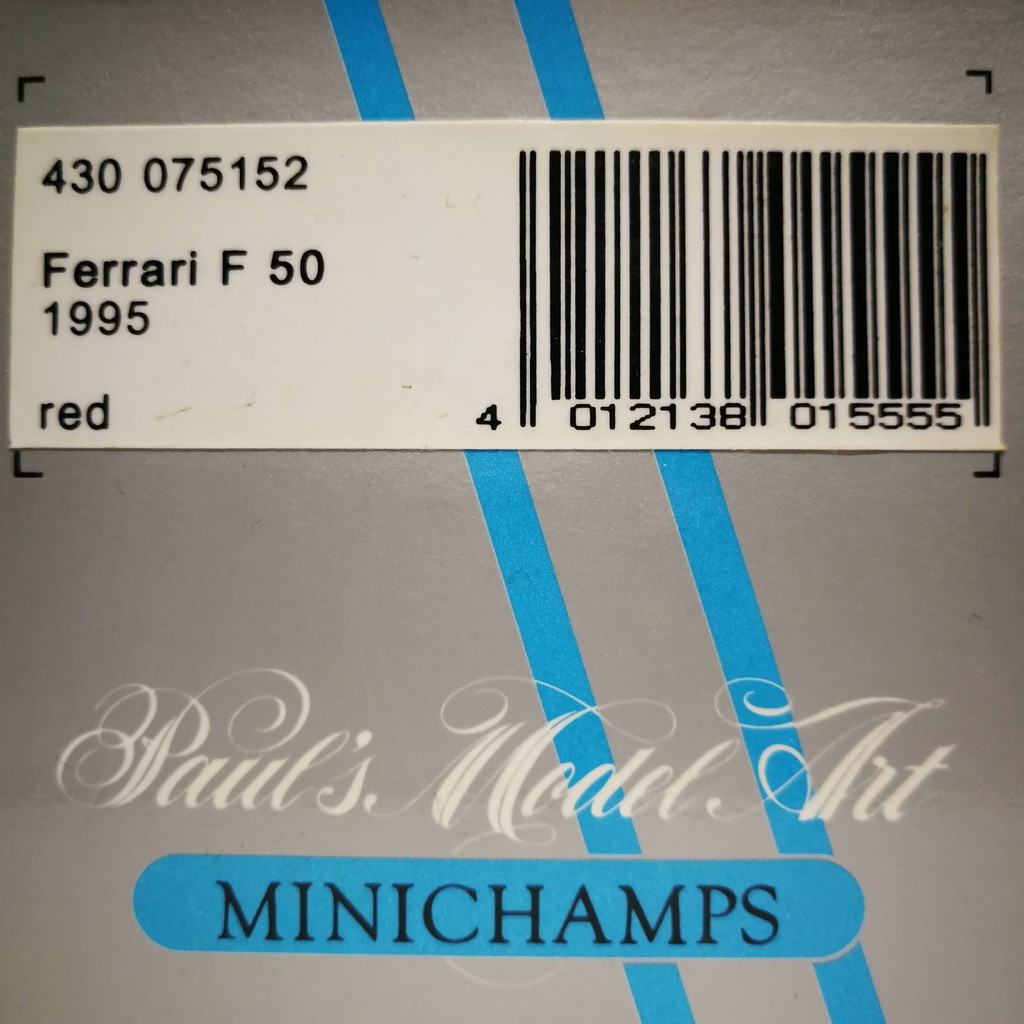 430 075152
Ferrari F 50
1995
red
4 012138 015555
Paul's Model Art
MINICHAMPS